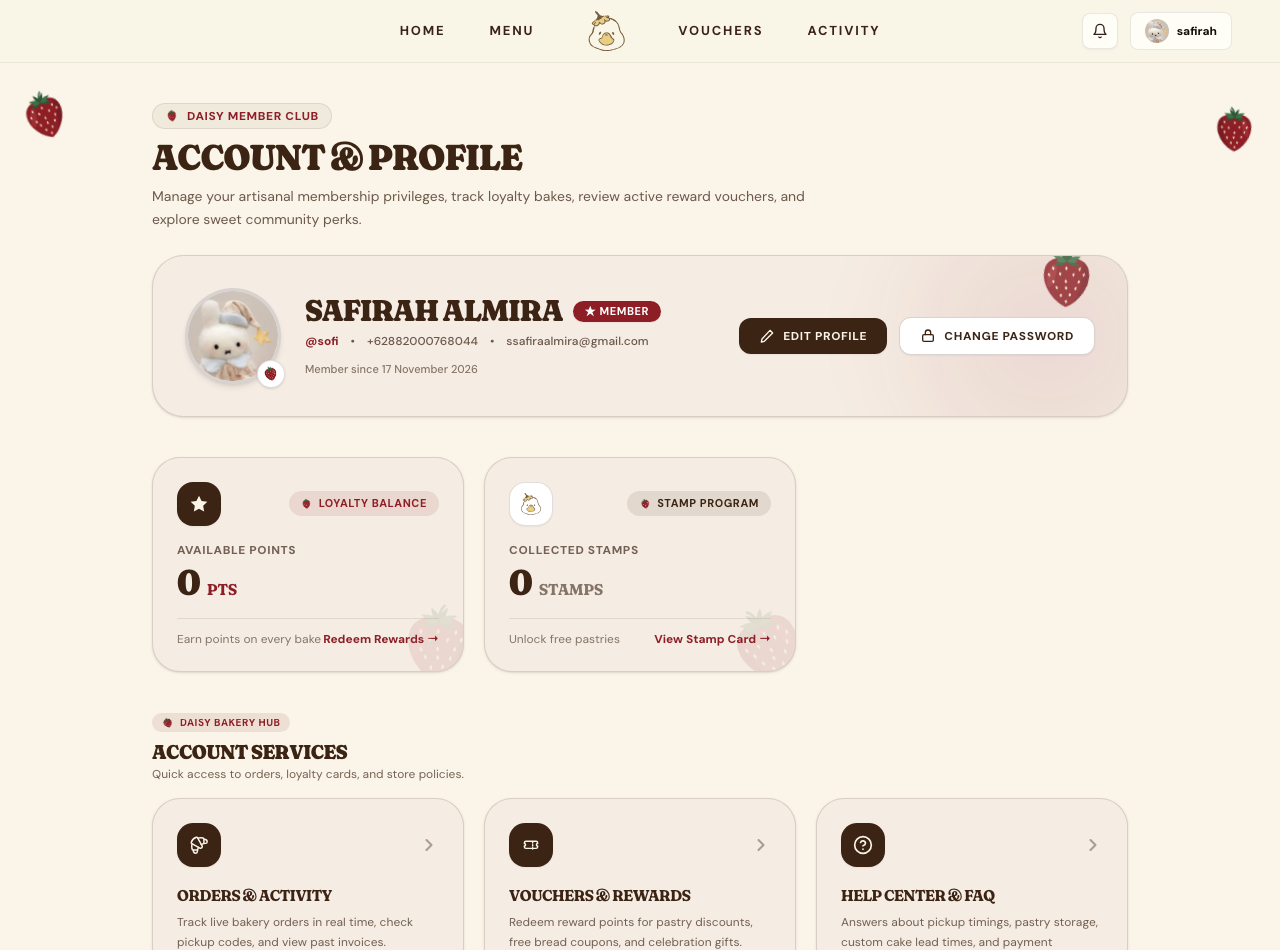 HOME MENU VOUCHERS ACTIVITY safirah
DAISY MEMBER CLUB
ACCOUNT & PROFILE
Manage your artisanal membership privileges, track loyalty bakes, review active reward vouchers, and
explore sweet community perks.
SAFIRAH ALMIRA ★ MEMBER
@sofi • +62882000768044 • ssafiraalmira@gmail.com
Member since 17 November 2026
EDIT PROFILE CHANGE PASSWORD
LOYALTY BALANCE
AVAILABLE POINTS
0 PTS
Earn points on every bake Redeem Rewards →
STAMP PROGRAM
COLLECTED STAMPS
0 STAMPS
Unlock free pastries View Stamp Card →
DAISY BAKERY HUB
ACCOUNT SERVICES
Quick access to orders, loyalty cards, and store policies.
ORDERS & ACTIVITY
Track live bakery orders in real time, check
pickup codes, and view past invoices.
VOUCHERS & REWARDS
Redeem reward points for pastry discounts,
free bread coupons, and celebration gifts.
HELP CENTER & FAQ
Answers about pickup timings, pastry storage,
custom cake lead times, and payment